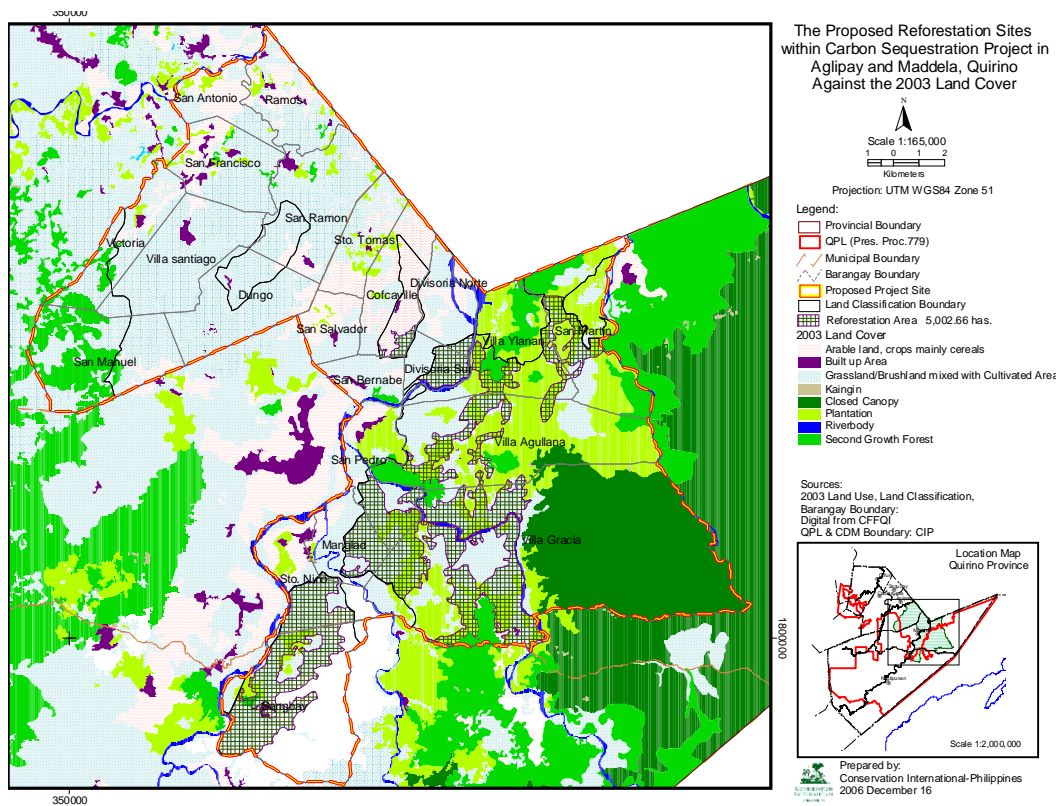 350000
The Proposed Reforestation Sites
within Carbon Sequestration Project in
Aglipay and Maddela, Quirino
Against the 2003 Land Cover
N
Scale 1:165,000
1 0 1 2
Kilometers
Projection: UTM WGS84 Zone 51
Legend:
Provincial Boundary
QPL (Pres. Proc.779)
Municipal Boundary
Barangay Boundary
Proposed Project Site
Land Classification Boundary
Reforestation Area 5,002.66 has.
2003 Land Cover
Arable land, crops mainly cereals
Built up Area
Grassland/Brushland mixed with Cultivated Area
Kaingin
Closed Canopy
Plantation
Riverbody
Second Growth Forest
Sources:
2003 Land Use, Land Classification,
Barangay Boundary:
Digital from CFFQI
QPL & CDM Boundary: CIP
Location Map
Quirino Province
Scale 1:2,000,000
Prepared by:
Conservation International-Philippines
2006 December 16
San Antonio
Ramos
San Francisco
San Ramon
Victoria
Villa santiago
Sto. Tomas
Dungo
Cofcaville
Divisoria Norte
San Salvador
San Martin
Villa Ylanan
San Manuel
Divisoria Sur
San Bernabe
Villa Agullana
San Pedro
Villa Gracia
Manglad
Sto. Nino
1800000
350000